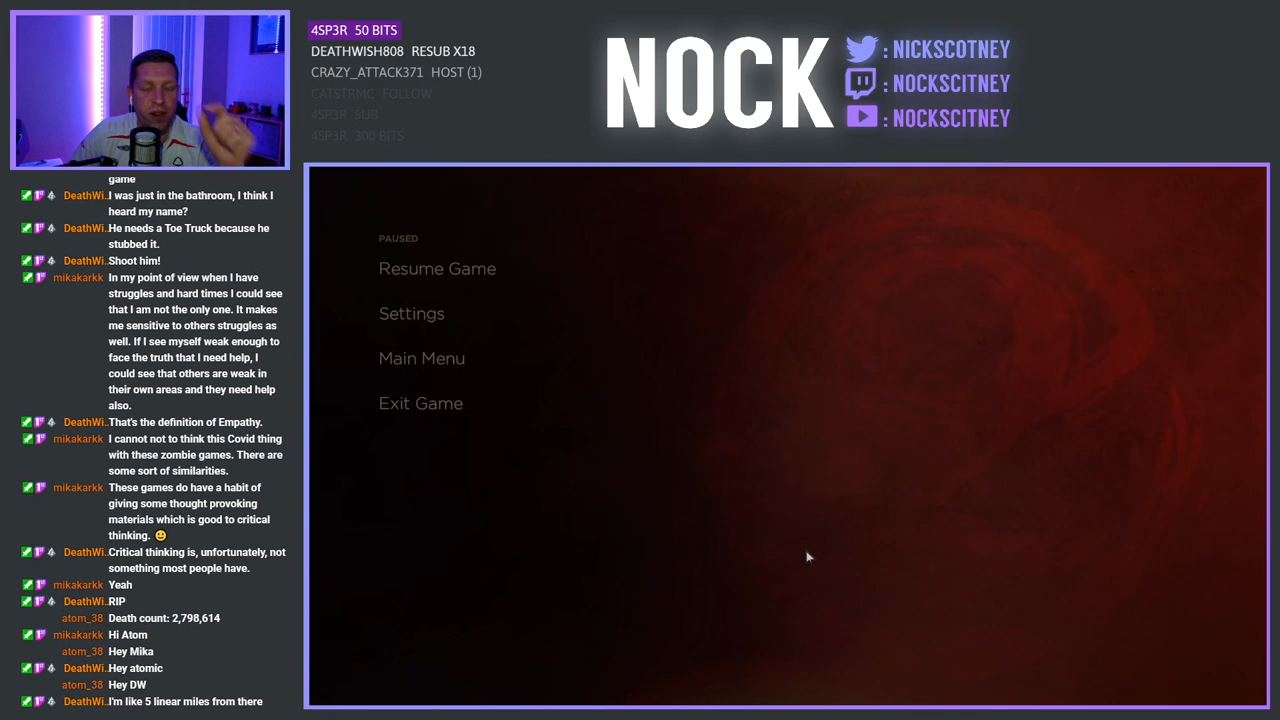 4SP3R 50 BITS
DEATHWISH808 RESUB X18
CRAZY_ATTACK371 HOST (1)
CATSTRMC FOLLOW
4SP3R SUB
4SP3R 300 BITS
NOCK
: NICKSCOTNEY
: NOCKSCITNEY
: NOCKSCITNEY
game
DeathWi.. I was just in the bathroom, I think I
heard my name?
DeathWi.. He needs a Toe Truck because he
stubbed it.
DeathWi.. Shoot him!
mikakarkk In my point of view when I have
struggles and hard times I could see
that I am not the only one. It makes
me sensitive to others struggles as
well. If I see myself weak enough to
face the truth that I need help, I
could see that others are weak in
their own areas and they need help
also.
DeathWi.. That's the definition of Empathy.
mikakarkk I cannot not to think this Covid thing
with these zombie games. There are
some sort of similarities.
mikakarkk These games do have a habit of
giving some thought provoking
materials which is good to critical
thinking. 😃
DeathWi.. Critical thinking is, unfortunately, not
something most people have.
mikakarkk Yeah
DeathWi.. RIP
atom_38 Death count: 2,798,614
mikakarkk Hi Atom
atom_38 Hey Mika
DeathWi.. Hey atomic
atom_38 Hey DW
DeathWi.. I'm like 5 linear miles from there
PAUSED
Resume Game
Settings
Main Menu
Exit Game